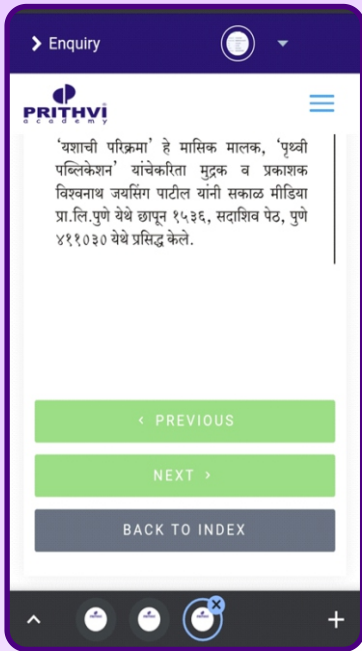 Enquiry
PRITHVI
academy
‘यशाची परिक्रमा’ हे मासिक मालक, ‘पृथ्वी
पब्लिकेशन’ यांचेकरिता मुद्रक व प्रकाशक
विश्वनाथ जयसिंग पाटील यांनी सकाळ मीडिया
प्रा.लि.पुणे येथे छापून १५३६, सदाशिव पेठ, पुणे
४११०३० येथे प्रसिद्ध केले.
‹ PREVIOUS
NEXT ›
BACK TO INDEX